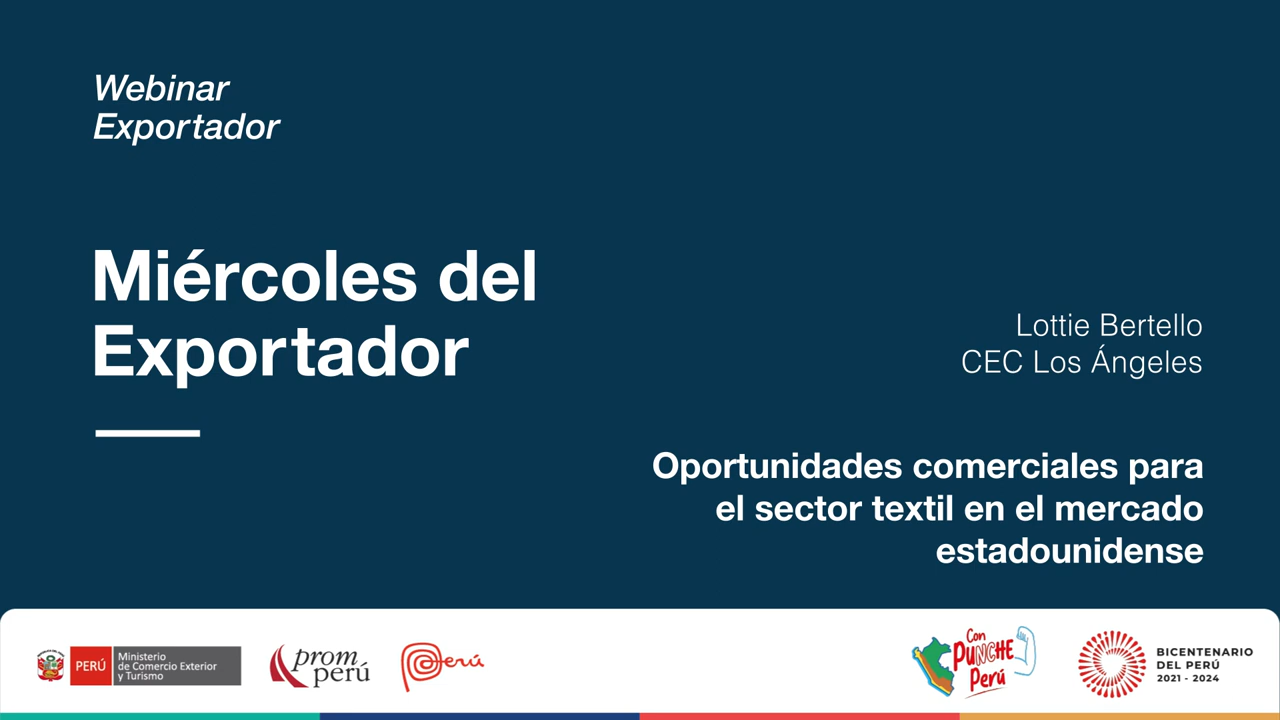 Webinar
Exportador
Miércoles del
Exportador
Lottie Bertello
CEC Los Ángeles
Oportunidades comerciales para
el sector textil en el mercado
estadounidense
PERÚ
Ministerio
de Comercio Exterior
y Turismo
prom
perú
Perú
Con
PUNCHE
Perú
BICENTENARIO
DEL PERÚ
2021 - 2024